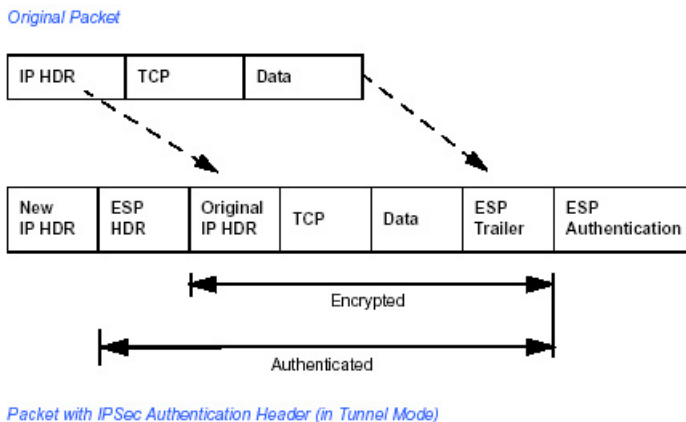 Original Packet
IP HDR
TCP
Data
New
IP HDR
ESP
HDR
Original
IP HDR
TCP
Data
ESP
Trailer
ESP
Authentication
Encrypted
Authenticated
Packet with IPSec Authentication Header (in Tunnel Mode)